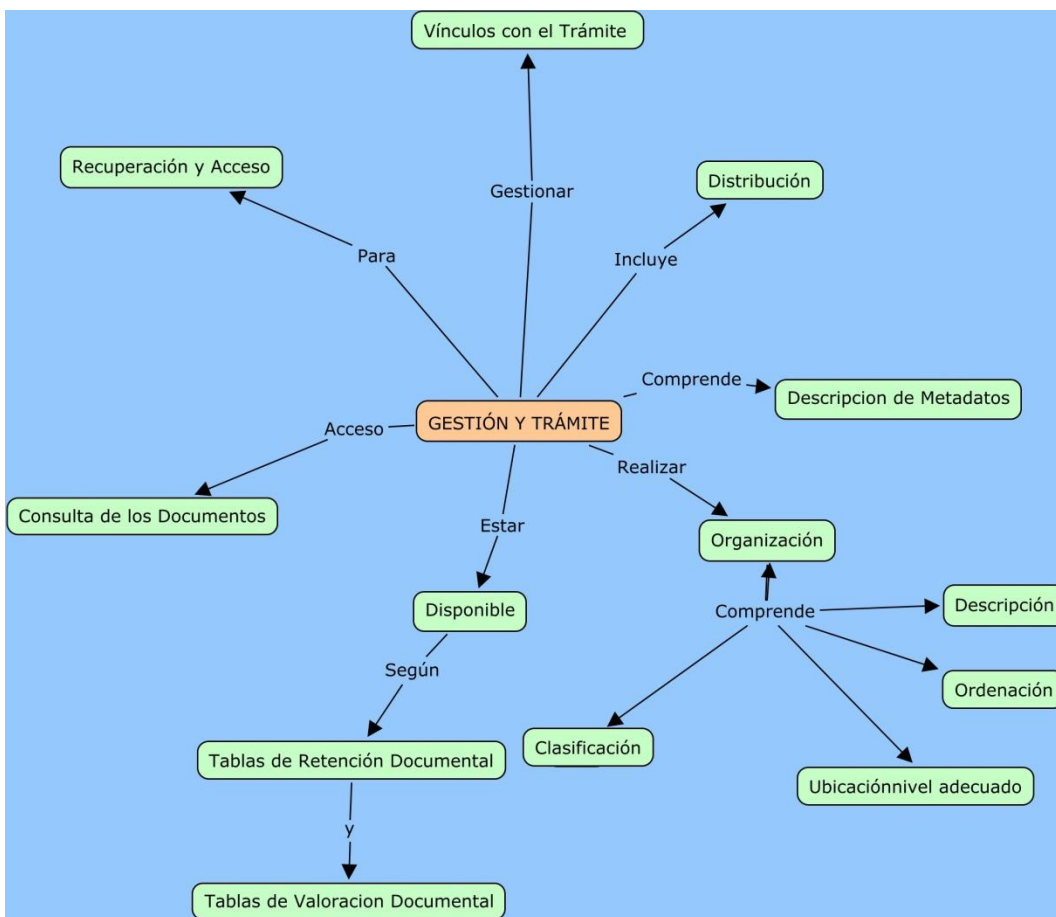 Vínculos con el Trámite
Recuperación y Acceso
Distribución
Gestionar
Para
Incluye
Comprende
Descripcion de Metadatos
GESTIÓN Y TRÁMITE
Acceso
Realizar
Consulta de los Documentos
Estar
Organización
Disponible
Comprende
Descripción
Según
Ordenación
Clasificación
Tablas de Retención Documental
Ubicaciónnivel adecuado
y
Tablas de Valoracion Documental